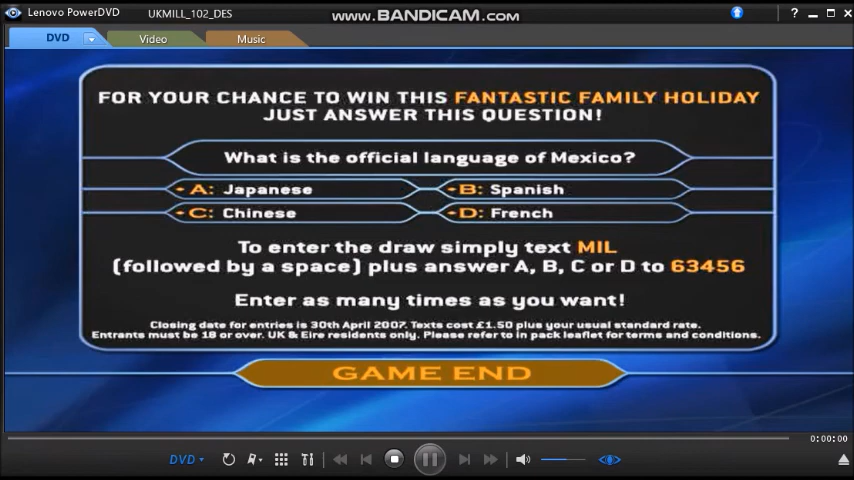 Lenovo PowerDVD
UKMILL_102_DES
www.BANDICAM.com
DVD
Video
Music
FOR YOUR CHANCE TO WIN THIS FANTASTIC FAMILY HOLIDAY
JUST ANSWER THIS QUESTION!
What is the official language of Mexico?
A: Japanese
B: Spanish
C: Chinese
D: French
To enter the draw simply text MIL
(followed by a space) plus answer A, B, C or D to 63456
Enter as many times as you want!
Closing date for entries is 30th April 2007. Texts cost £1.50 plus your usual standard rate.
Entrants must be 18 or over. UK & Eire residents only. Please refer to in pack leaflet for terms and conditions.
GAME END
0:00:00
DVD